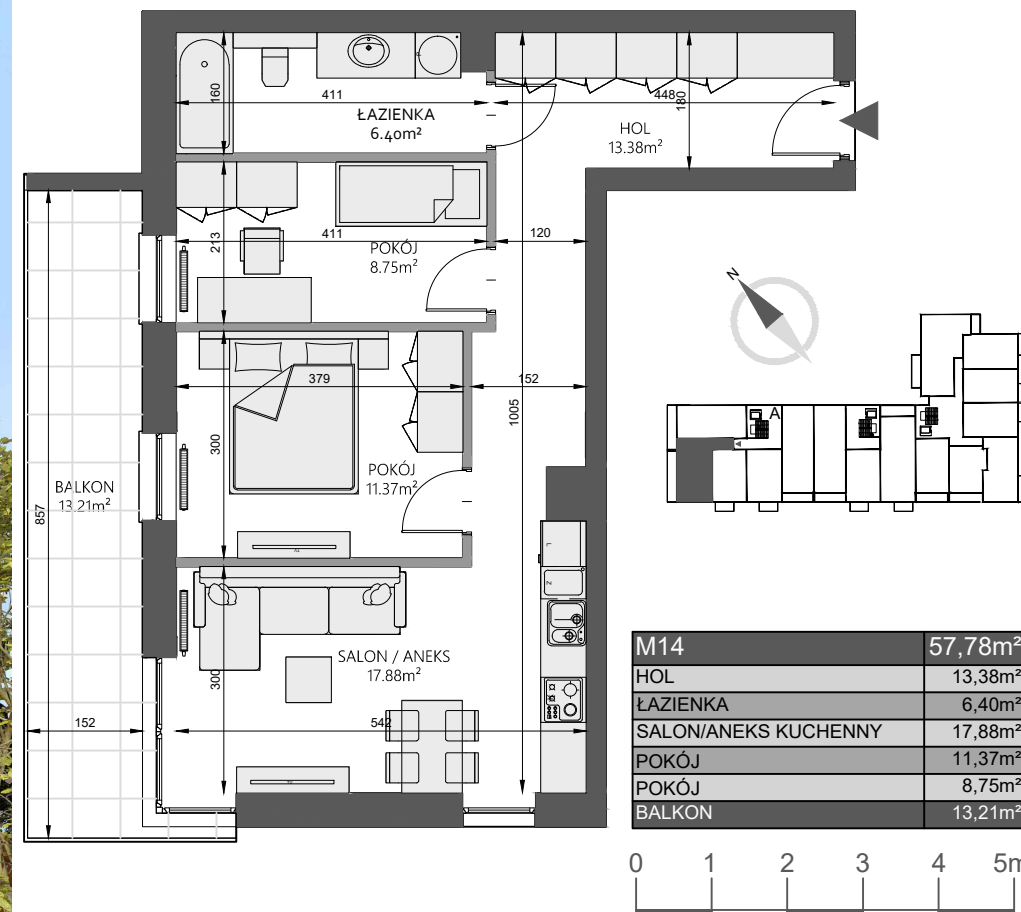 160
411
ŁAZIENKA
6.40m²
448
180
HOL
13.38m²
213
411
POKÓJ
8.75m²
120
N
379
152
1005
300
POKÓJ
11.37m²
A
BALKON
13.21m²
857
L
Z
SALON / ANEKS
17.88m²
300
152
542
M14 57,78m²
HOL 13,38m²
ŁAZIENKA 6,40m²
SALON/ANEKS KUCHENNY 17,88m²
POKÓJ 11,37m²
POKÓJ 8,75m²
BALKON 13,21m²
0 1 2 3 4 5m